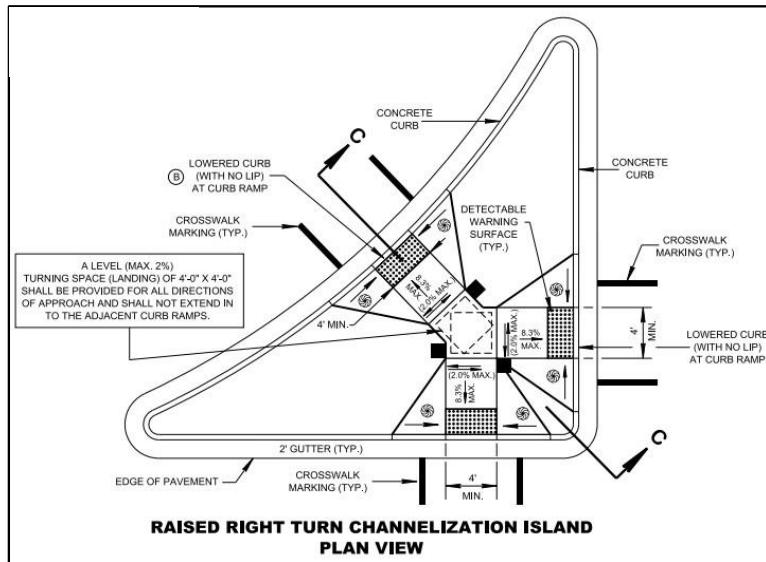 CONCRETE
CURB
C
LOWERED CURB
(WITH NO LIP)
AT CURB RAMP
B
CONCRETE
CURB
DETECTABLE
WARNING
SURFACE
(TYP.)
CROSSWALK
MARKING (TYP.)
CROSSWALK
MARKING (TYP.)
A LEVEL (MAX. 2%)
TURNING SPACE (LANDING) OF 4'-0" X 4'-0"
SHALL BE PROVIDED FOR ALL DIRECTIONS
OF APPROACH AND SHALL NOT EXTEND IN
TO THE ADJACENT CURB RAMPS.
8.3%
MAX.
(2.0% MAX.)
4' MIN.
(2.0% MAX.)
8.3%
MAX.
4'
MIN.
LOWERED CURB
(WITH NO LIP)
AT CURB RAMP
(2.0% MAX.)
8.3%
MAX.
2' GUTTER (TYP.)
C
EDGE OF PAVEMENT
CROSSWALK
MARKING (TYP.)
4'
MIN.
RAISED RIGHT TURN CHANNELIZATION ISLAND
PLAN VIEW